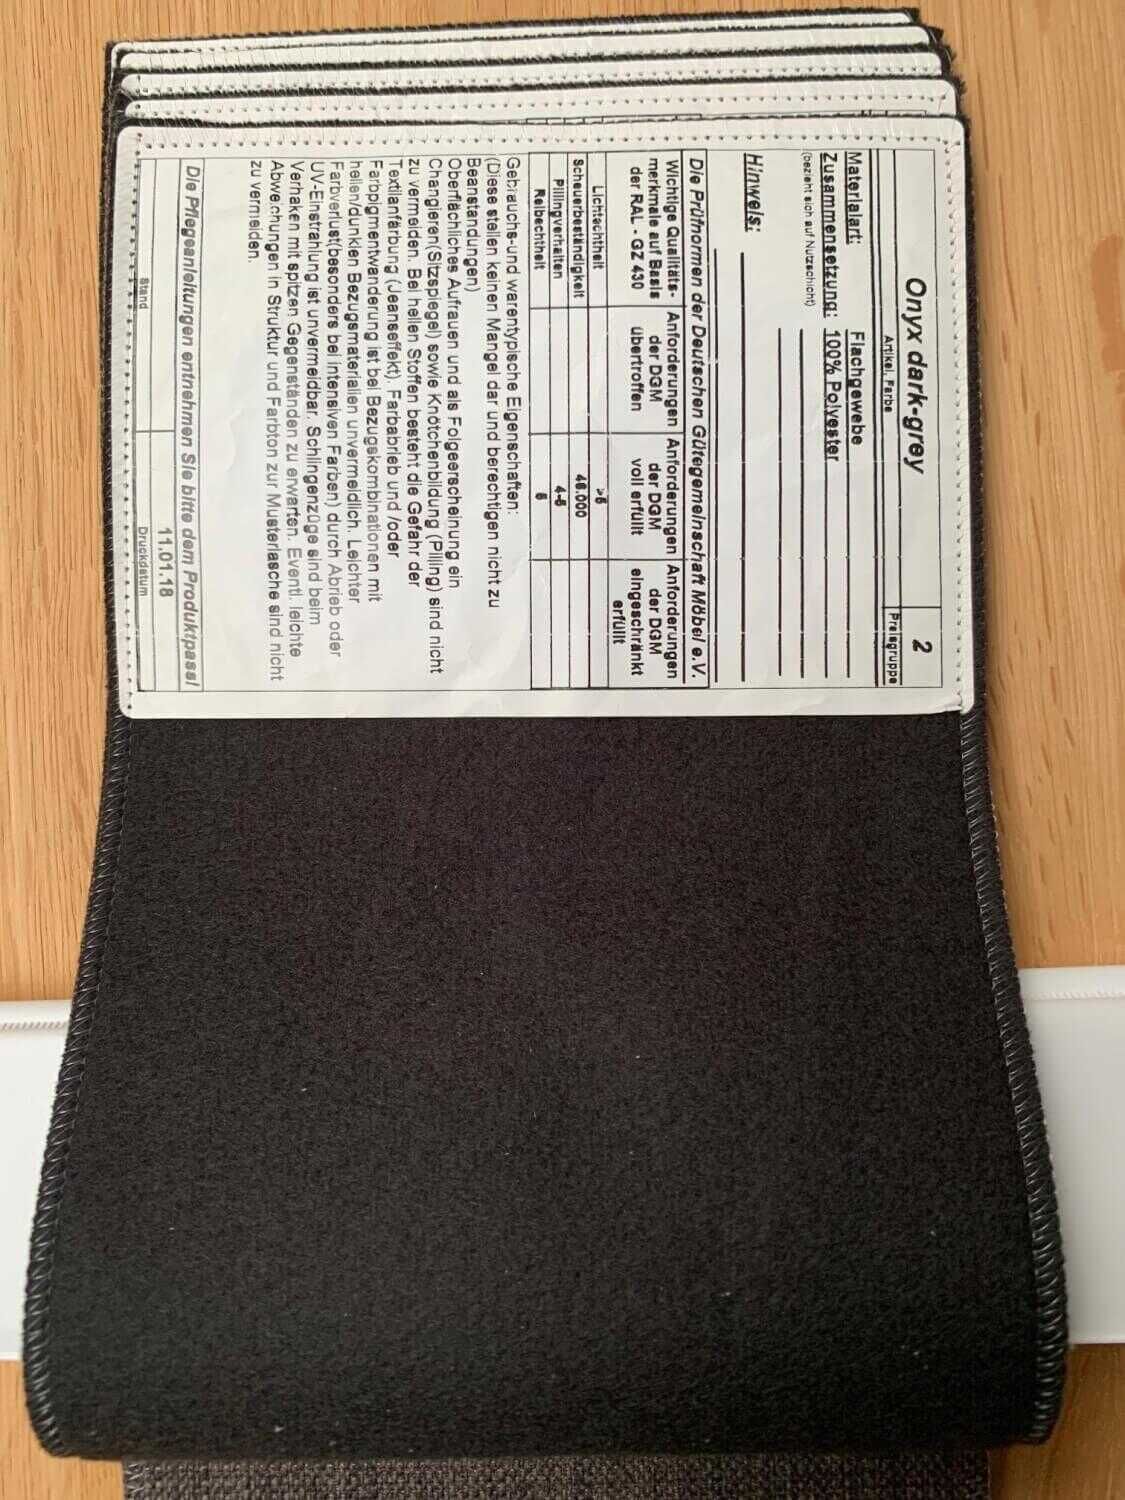 Onyx dark-grey
2
Artikel, Farbe
Preisgruppe
Materialart: Flachgewebe
Zusammensetzung: 100% Polyester
(bezieht sich auf Nutzschicht)
Hinweis:
Die Prüfnormen der Deutschen Gütegemeinschaft Möbel e.V.
Wichtige Qualitäts- Anforderungen Anforderungen Anforderungen
merkmale auf Basis der DGM der DGM der DGM
der RAL - GZ 430 übertroffen voll erfüllt eingeschränkt
erfüllt
Lichtechtheit >5
Scheuerbeständigkeit 46.000
Pillingverhalten 4-5
Reibechtheit 5
Gebrauchs-und warentypische Eigenschaften:
(Diese stellen keinen Mangel dar und berechtigen nicht zu
Beanstandungen)
Oberflächliches Aufrauen und als Folgeerscheinung ein
Changieren(Sitzspiegel) sowie Knötchenbildung (Pilling) sind nicht
zu vermeiden. Bei hellen Stoffen besteht die Gefahr der
Textilanfärbung (Jeanseffekt). Farbabrieb und /oder
Farbpigmentwanderung ist bei Bezugskombinationen mit
hellen/dunklen Bezugsmaterialien unvermeidlich. Leichter
Farbverlust(besonders bei intensiven Farben) durch Abrieb oder
UV-Einstrahlung ist unvermeidbar. Schlingenzüge sind beim
Verhaken mit spitzen Gegenständen zu erwarten. Eventl. leichte
Abweichungen in Struktur und Farbton zur Musterlasche sind nicht
zu vermeiden.
Die Pflegeanleitungen entnehmen Sie bitte dem Produktpass!
11.01.18
Stand Druckdatum